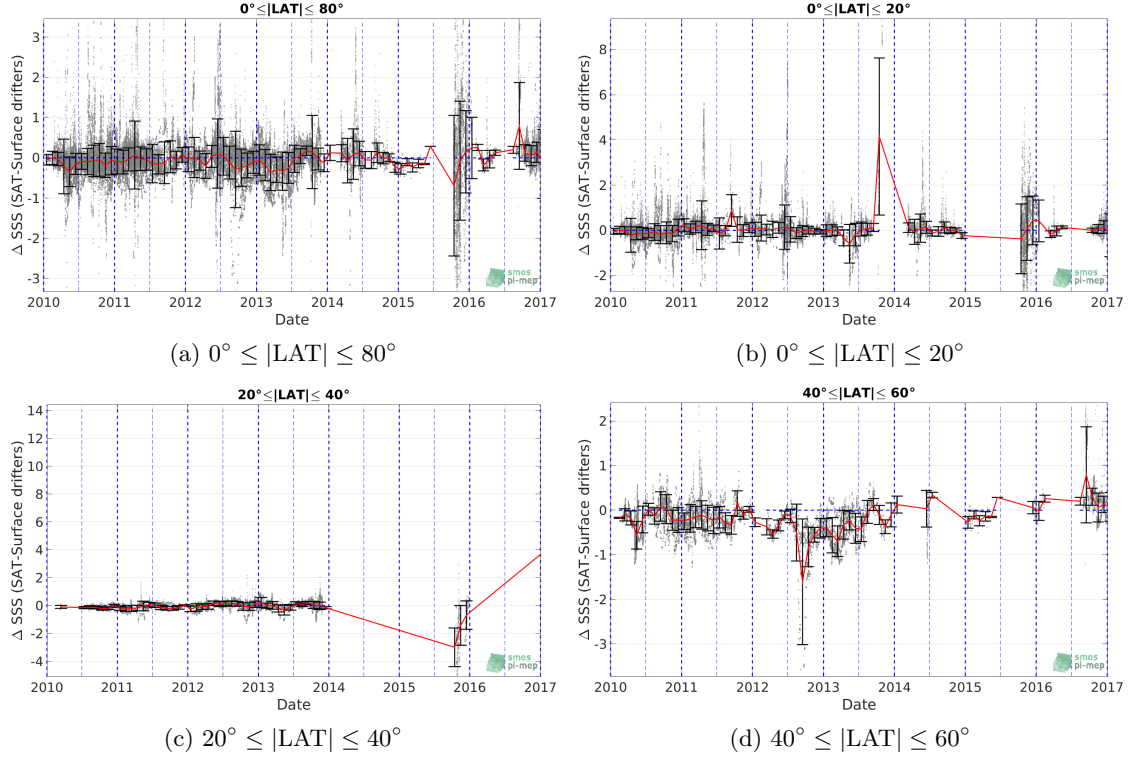 0°≤|LAT|≤ 80°
Δ SSS (SAT-Surface drifters)
3
2
1
0
-1
-2
-3
2010 2011 2012 2013 2014 2015 2016 2017
Date
smos
pi-mep
(a) 0° ≤ |LAT| ≤ 80°
0°≤|LAT|≤ 20°
Δ SSS (SAT-Surface drifters)
8
6
4
2
0
-2
2010 2011 2012 2013 2014 2015 2016 2017
Date
smos
pi-mep
(b) 0° ≤ |LAT| ≤ 20°
20°≤|LAT|≤ 40°
Δ SSS (SAT-Surface drifters)
14
12
10
8
6
4
2
0
-2
-4
2010 2011 2012 2013 2014 2015 2016 2017
Date
smos
pi-mep
(c) 20° ≤ |LAT| ≤ 40°
40°≤|LAT|≤ 60°
Δ SSS (SAT-Surface drifters)
2
1
0
-1
-2
-3
2010 2011 2012 2013 2014 2015 2016 2017
Date
smos
pi-mep
(d) 40° ≤ |LAT| ≤ 60°